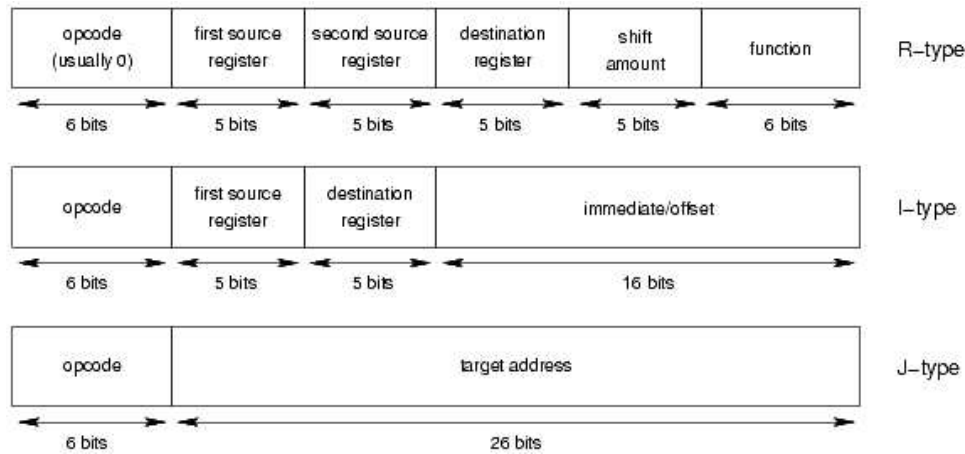 opcode
(usually 0)
first source
register
second source
register
destination
register
shift
amount
function
R-type
6 bits
5 bits
5 bits
5 bits
5 bits
6 bits
opcode
first source
register
destination
register
immediate/offset
I-type
6 bits
5 bits
5 bits
16 bits
opcode
target address
J-type
6 bits
26 bits